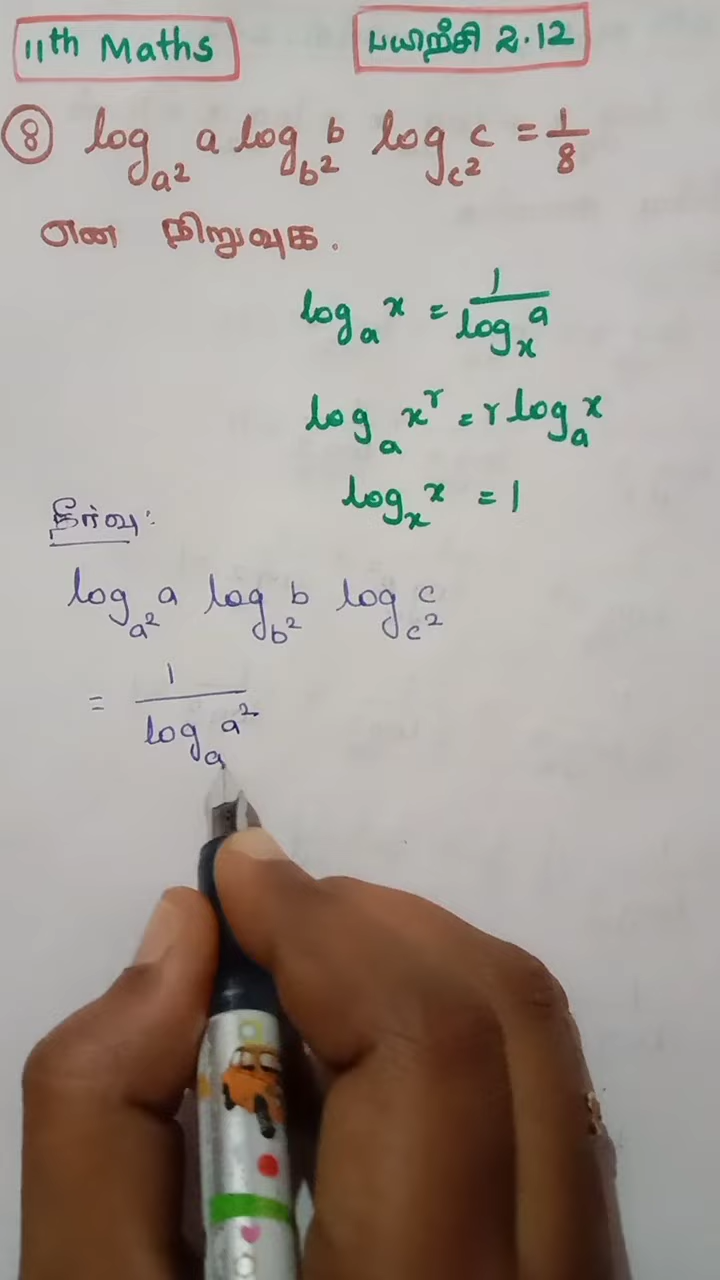 11th Maths
பயிற்சி 2.12
⑧ log_{a²} a log_{b²} b log_{c²} c = 1/8
என நிறுவுக.
log_a x = 1/log_x a
log_a x^r = r log_a x
log_x x = 1
தீர்வு:
log_{a²} a log_{b²} b log_{c²} c
= 1/log_a a²